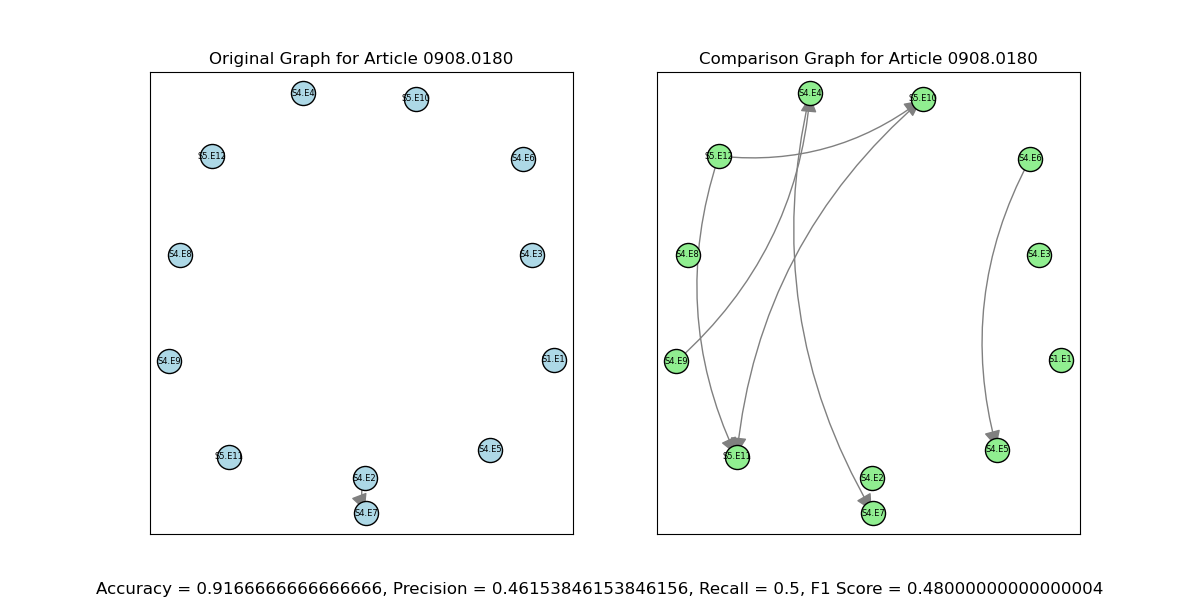 Original Graph for Article 0908.0180
Comparison Graph for Article 0908.0180
S4.E4
S5.E10
S5.E12
S4.E6
S4.E8
S4.E3
S4.E9
S1.E1
S5.E11
S4.E5
S4.E2
S4.E7
S4.E4
S5.E10
S5.E12
S4.E6
S4.E8
S4.E3
S4.E9
S1.E1
S5.E11
S4.E5
S4.E2
S4.E7
Accuracy = 0.9166666666666666, Precision = 0.46153846153846156, Recall = 0.5, F1 Score = 0.48000000000000004